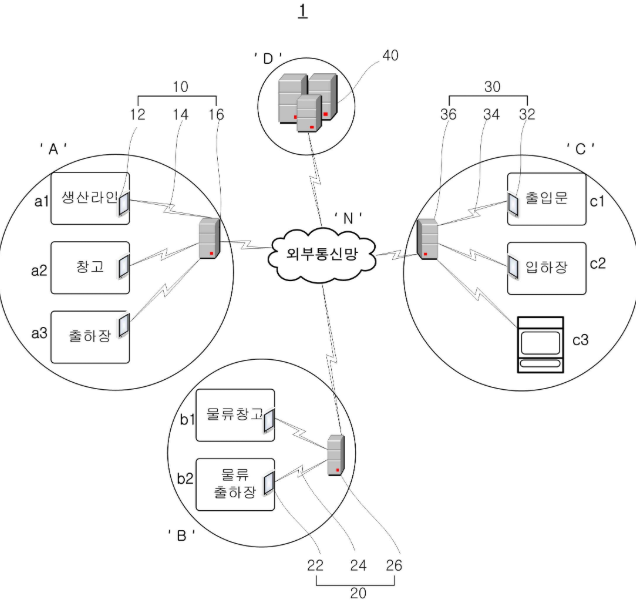 1
'D'
40
10
12
14
16
30
36
34
32
'A'
'C'
a1
생산라인
출입문
c1
'N'
외부통신망
a2
창고
입하장
c2
a3
출하장
c3
b1
물류창고
b2
물류
출하장
'B'
22
24
26
20